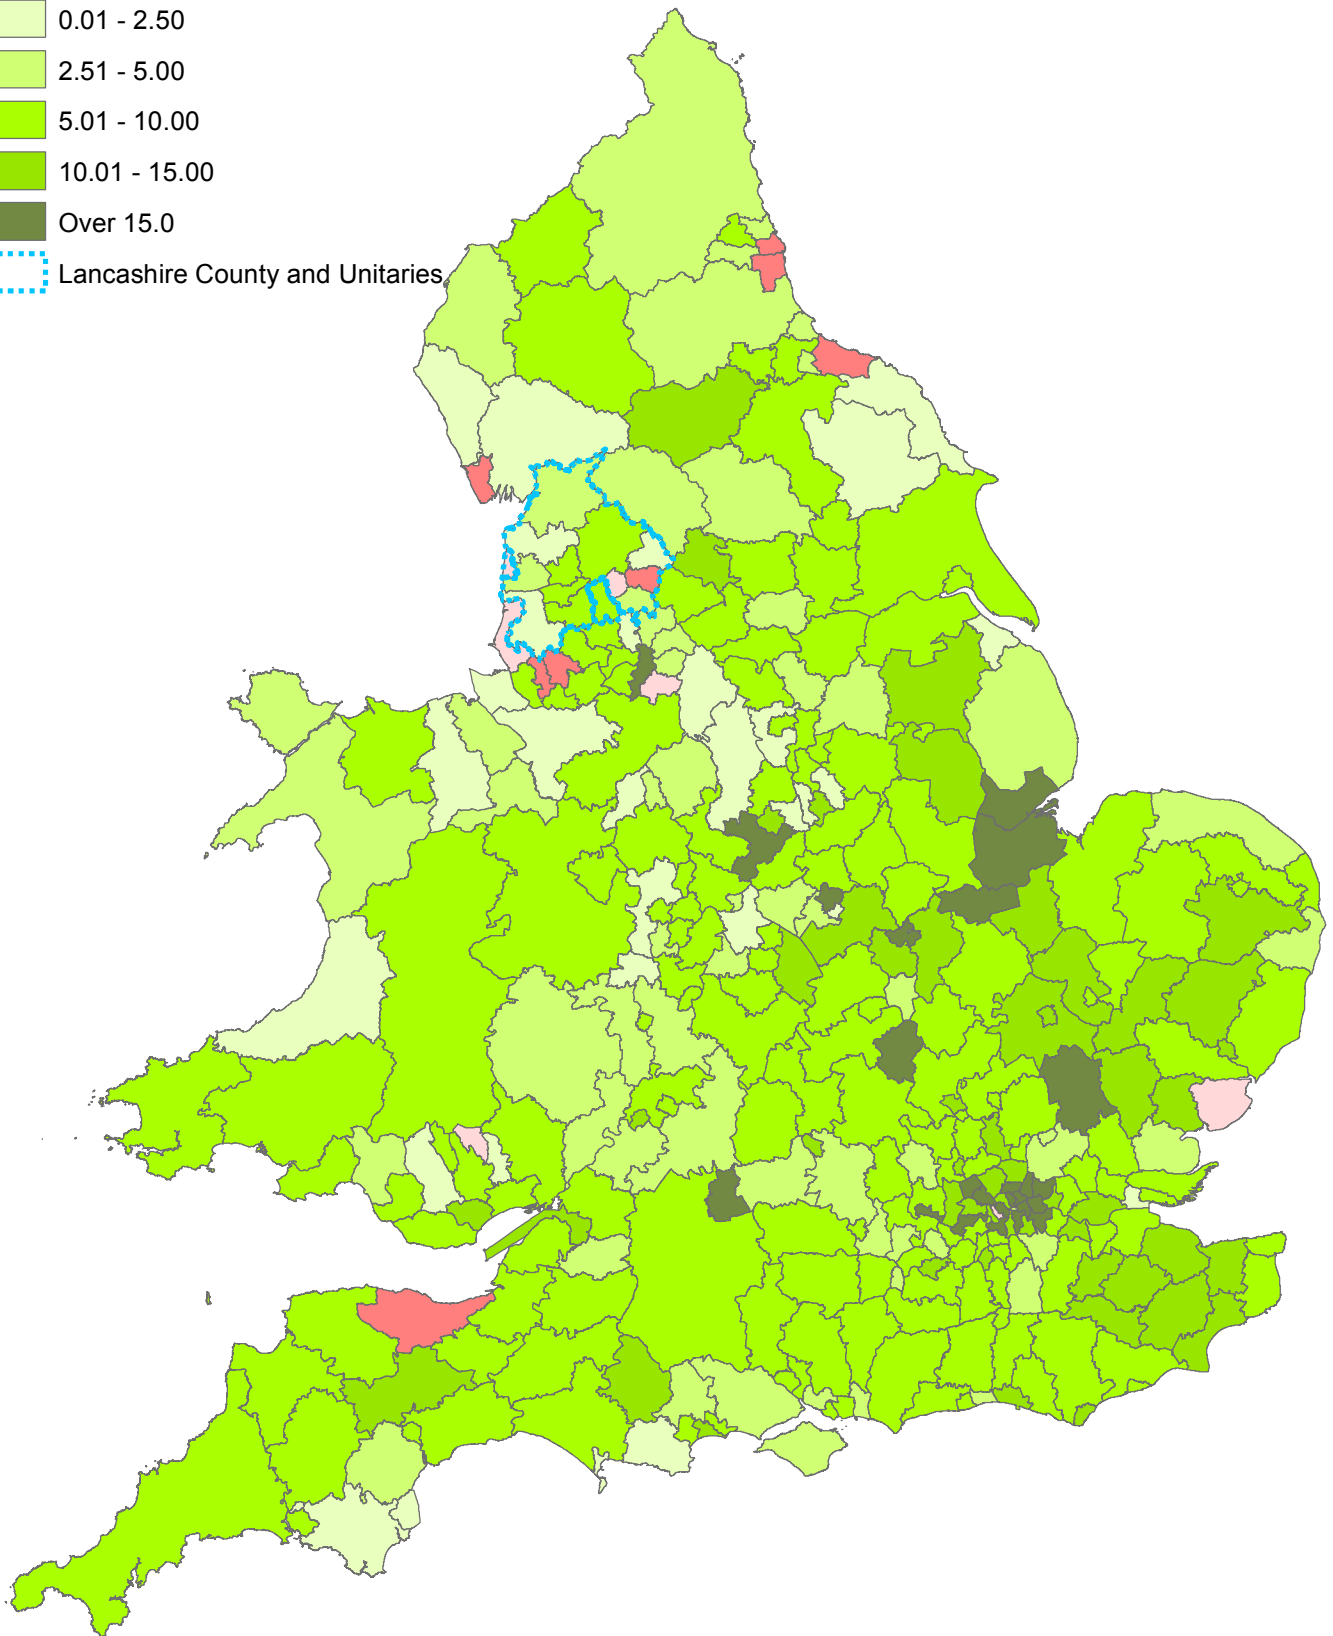 0.01 - 2.50
2.51 - 5.00
5.01 - 10.00
10.01 - 15.00
Over 15.0
Lancashire County and Unitaries